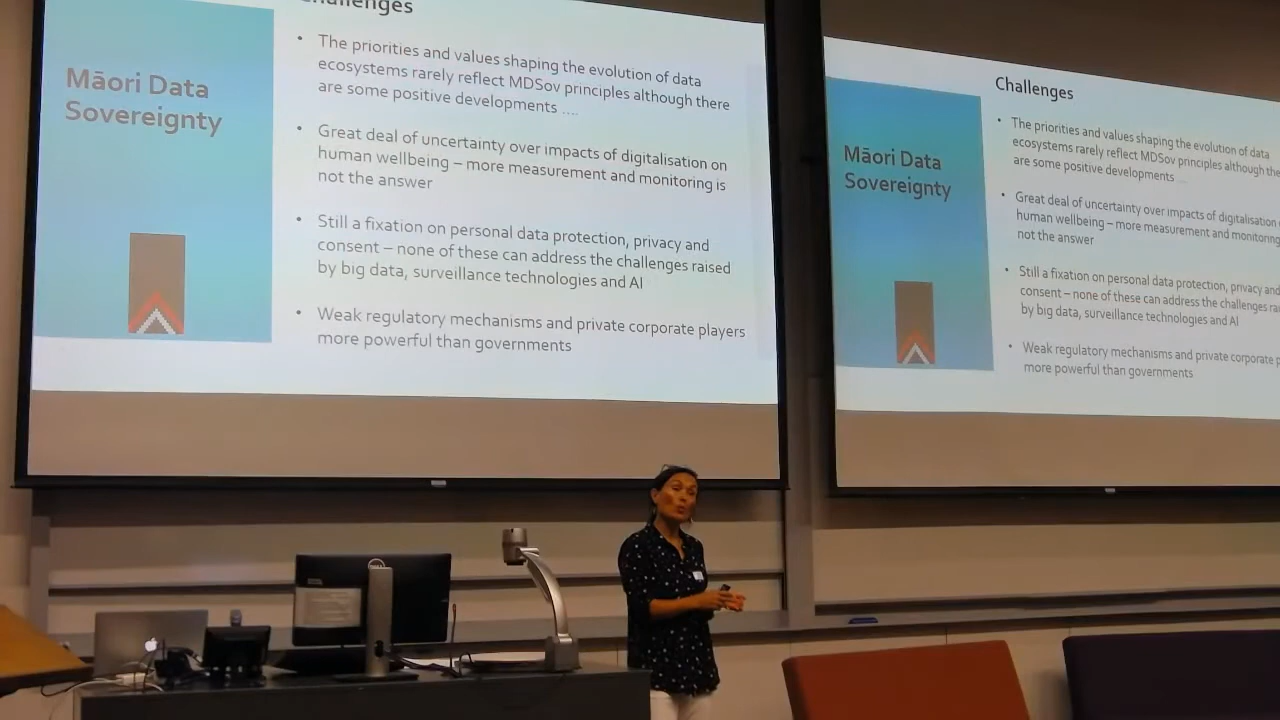 Challenges
Māori Data
Sovereignty
• The priorities and values shaping the evolution of data
ecosystems rarely reflect MDSov principles although there
are some positive developments ....
• Great deal of uncertainty over impacts of digitalisation on
human wellbeing – more measurement and monitoring is
not the answer
• Still a fixation on personal data protection, privacy and
consent – none of these can address the challenges raised
by big data, surveillance technologies and AI
• Weak regulatory mechanisms and private corporate players
more powerful than governments
Challenges
Māori Data
Sovereignty
• The priorities and values shaping the evolution of data
ecosystems rarely reflect MDSov principles although the
are some positive developments ....
• Great deal of uncertainty over impacts of digitalisation
human wellbeing – more measurement and monitoring
not the answer
• Still a fixation on personal data protection, privacy and
consent – none of these can address the challenges ra
by big data, surveillance technologies and AI
• Weak regulatory mechanisms and private corporate p
more powerful than governments